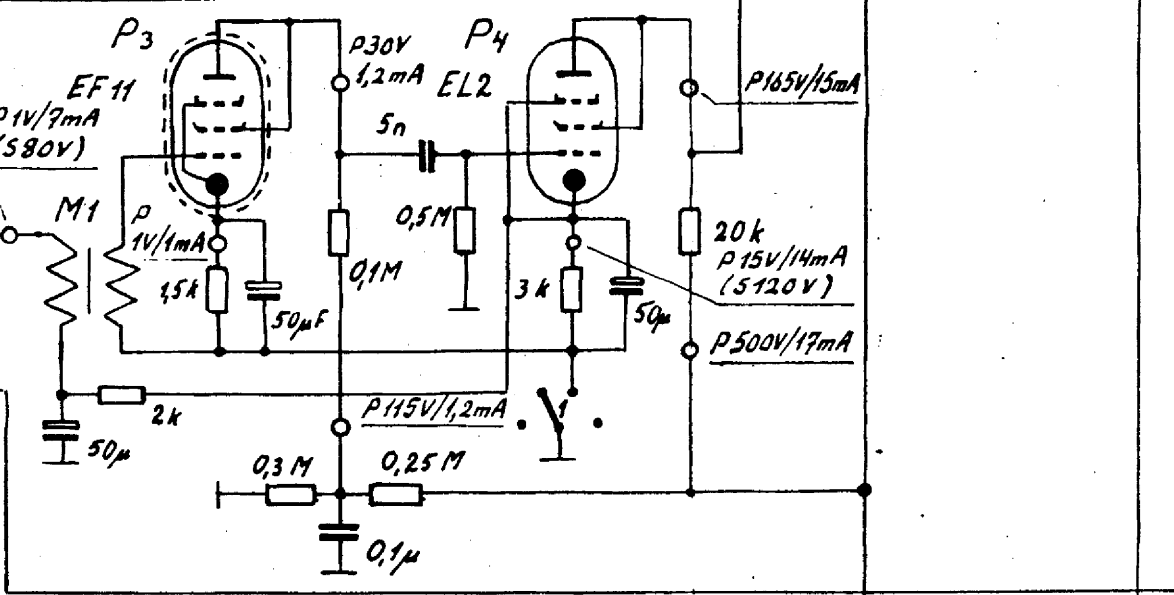 P3
P4
P30V
1,2mA
EF11
EL2
P165V/15mA
P1V/7mA
(S80V)
5n
M1
P
1V/1mA
0,5M
20k
P15V/14mA
(S120V)
0,1M
1,5k
50µF
3k
50µ
P500V/17mA
2k
P115V/1,2mA
1
50µ
0,3M
0,25M
0,1µ